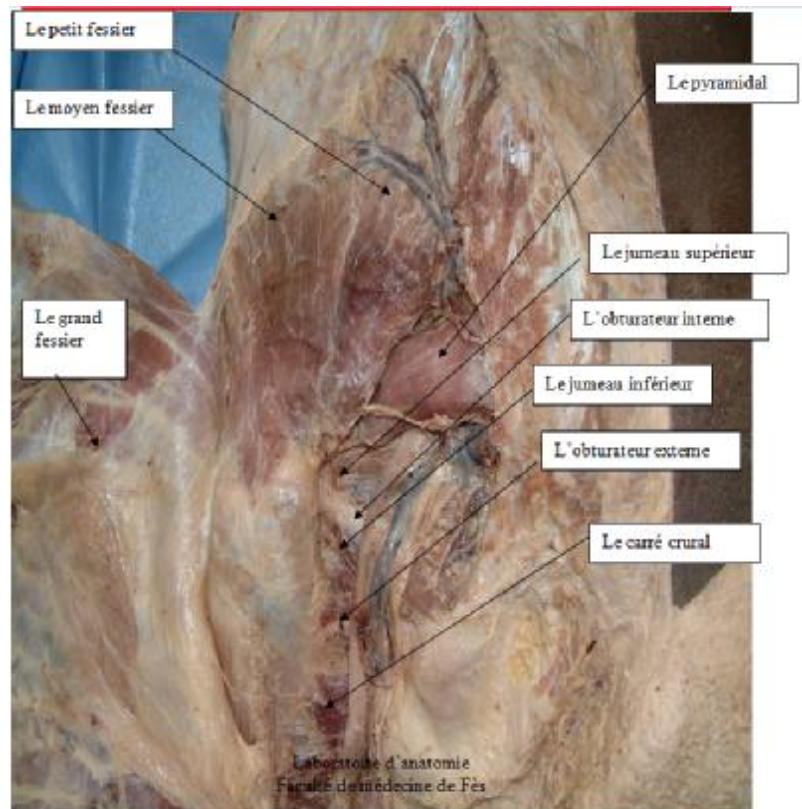 Le petit fessier
Le pyramidal
Le moyen fessier
Le jumeau supérieur
Le grand
fessier
L'obturateur interne
Le jumeau inférieur
L'obturateur externe
Le carré crural
Laboratoire d'anatomie
Faculté de médecine de Fès